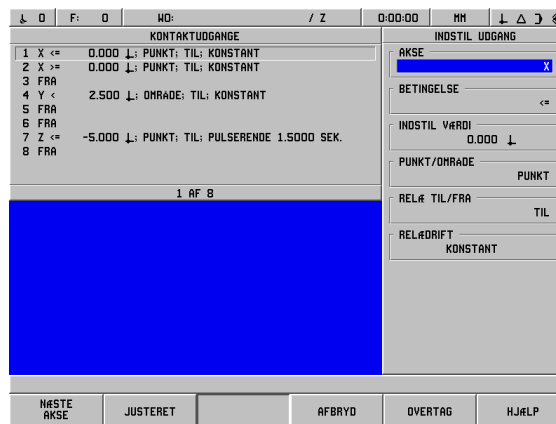 0 F: 0 WO: / Z 0:00:00 MM
KONTAKTUDGANGE
1 X <= 0.000 ; PUNKT; TIL; KONSTANT
2 X >= 0.000 ; PUNKT; TIL; KONSTANT
3 FRA
4 Y < 2.500 ; OMRADE; TIL; KONSTANT
5 FRA
6 FRA
7 Z <= -5.000 ; PUNKT; TIL; PULSERENDE 1.5000 SEK.
8 FRA
1 AF 8
INDSTIL UDGANG
AKSE
X
BETINGELSE
<=
INDSTIL VÆRDI
0.000
PUNKT/OMRADE
PUNKT
RELÆ TIL/FRA
TIL
RELÆDRIFT
KONSTANT
NÆSTE
AKSE
JUSTERET
AFBRYD
OVERTAG
HJÆLP